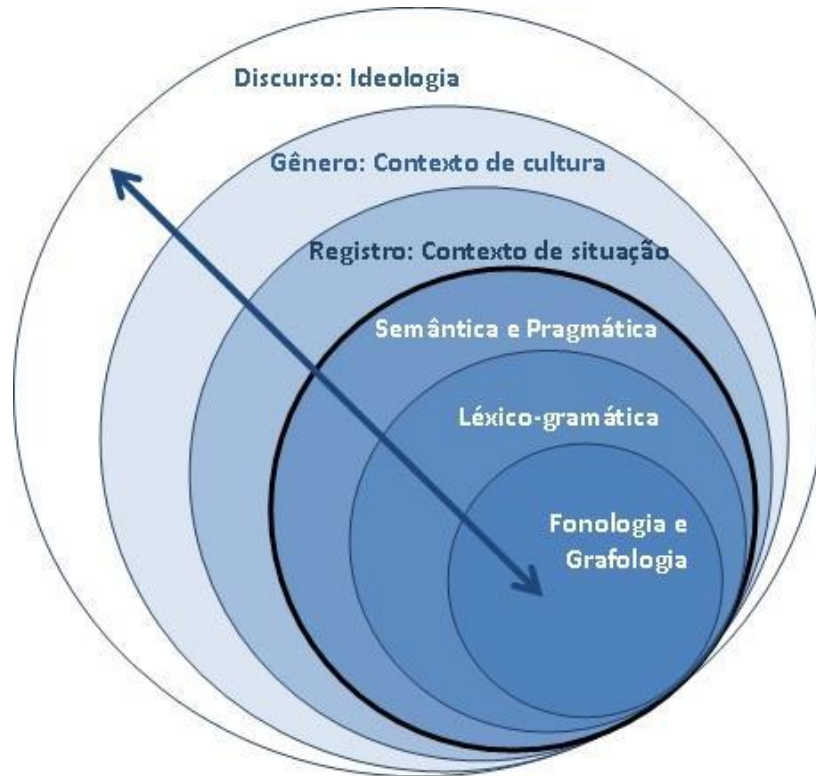 Discurso: Ideologia
Gênero: Contexto de cultura
Registro: Contexto de situação
Semântica e Pragmática
Léxico-gramática
Fonologia e
Grafologia